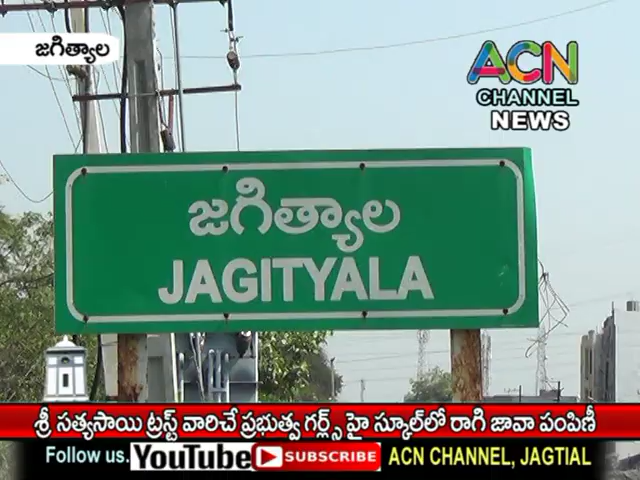 జగిత్యాల
ACN
CHANNEL
NEWS
జగిత్యాల
JAGITYALA
శ్రీ సత్యసాయి ట్రస్ట్ వారిచే ప్రభుత్వ గర్ల్స్ హై స్కూల్‌లో రాగి జావా పంపిణీ
Follow us. YouTube SUBSCRIBE ACN CHANNEL, JAGTIAL